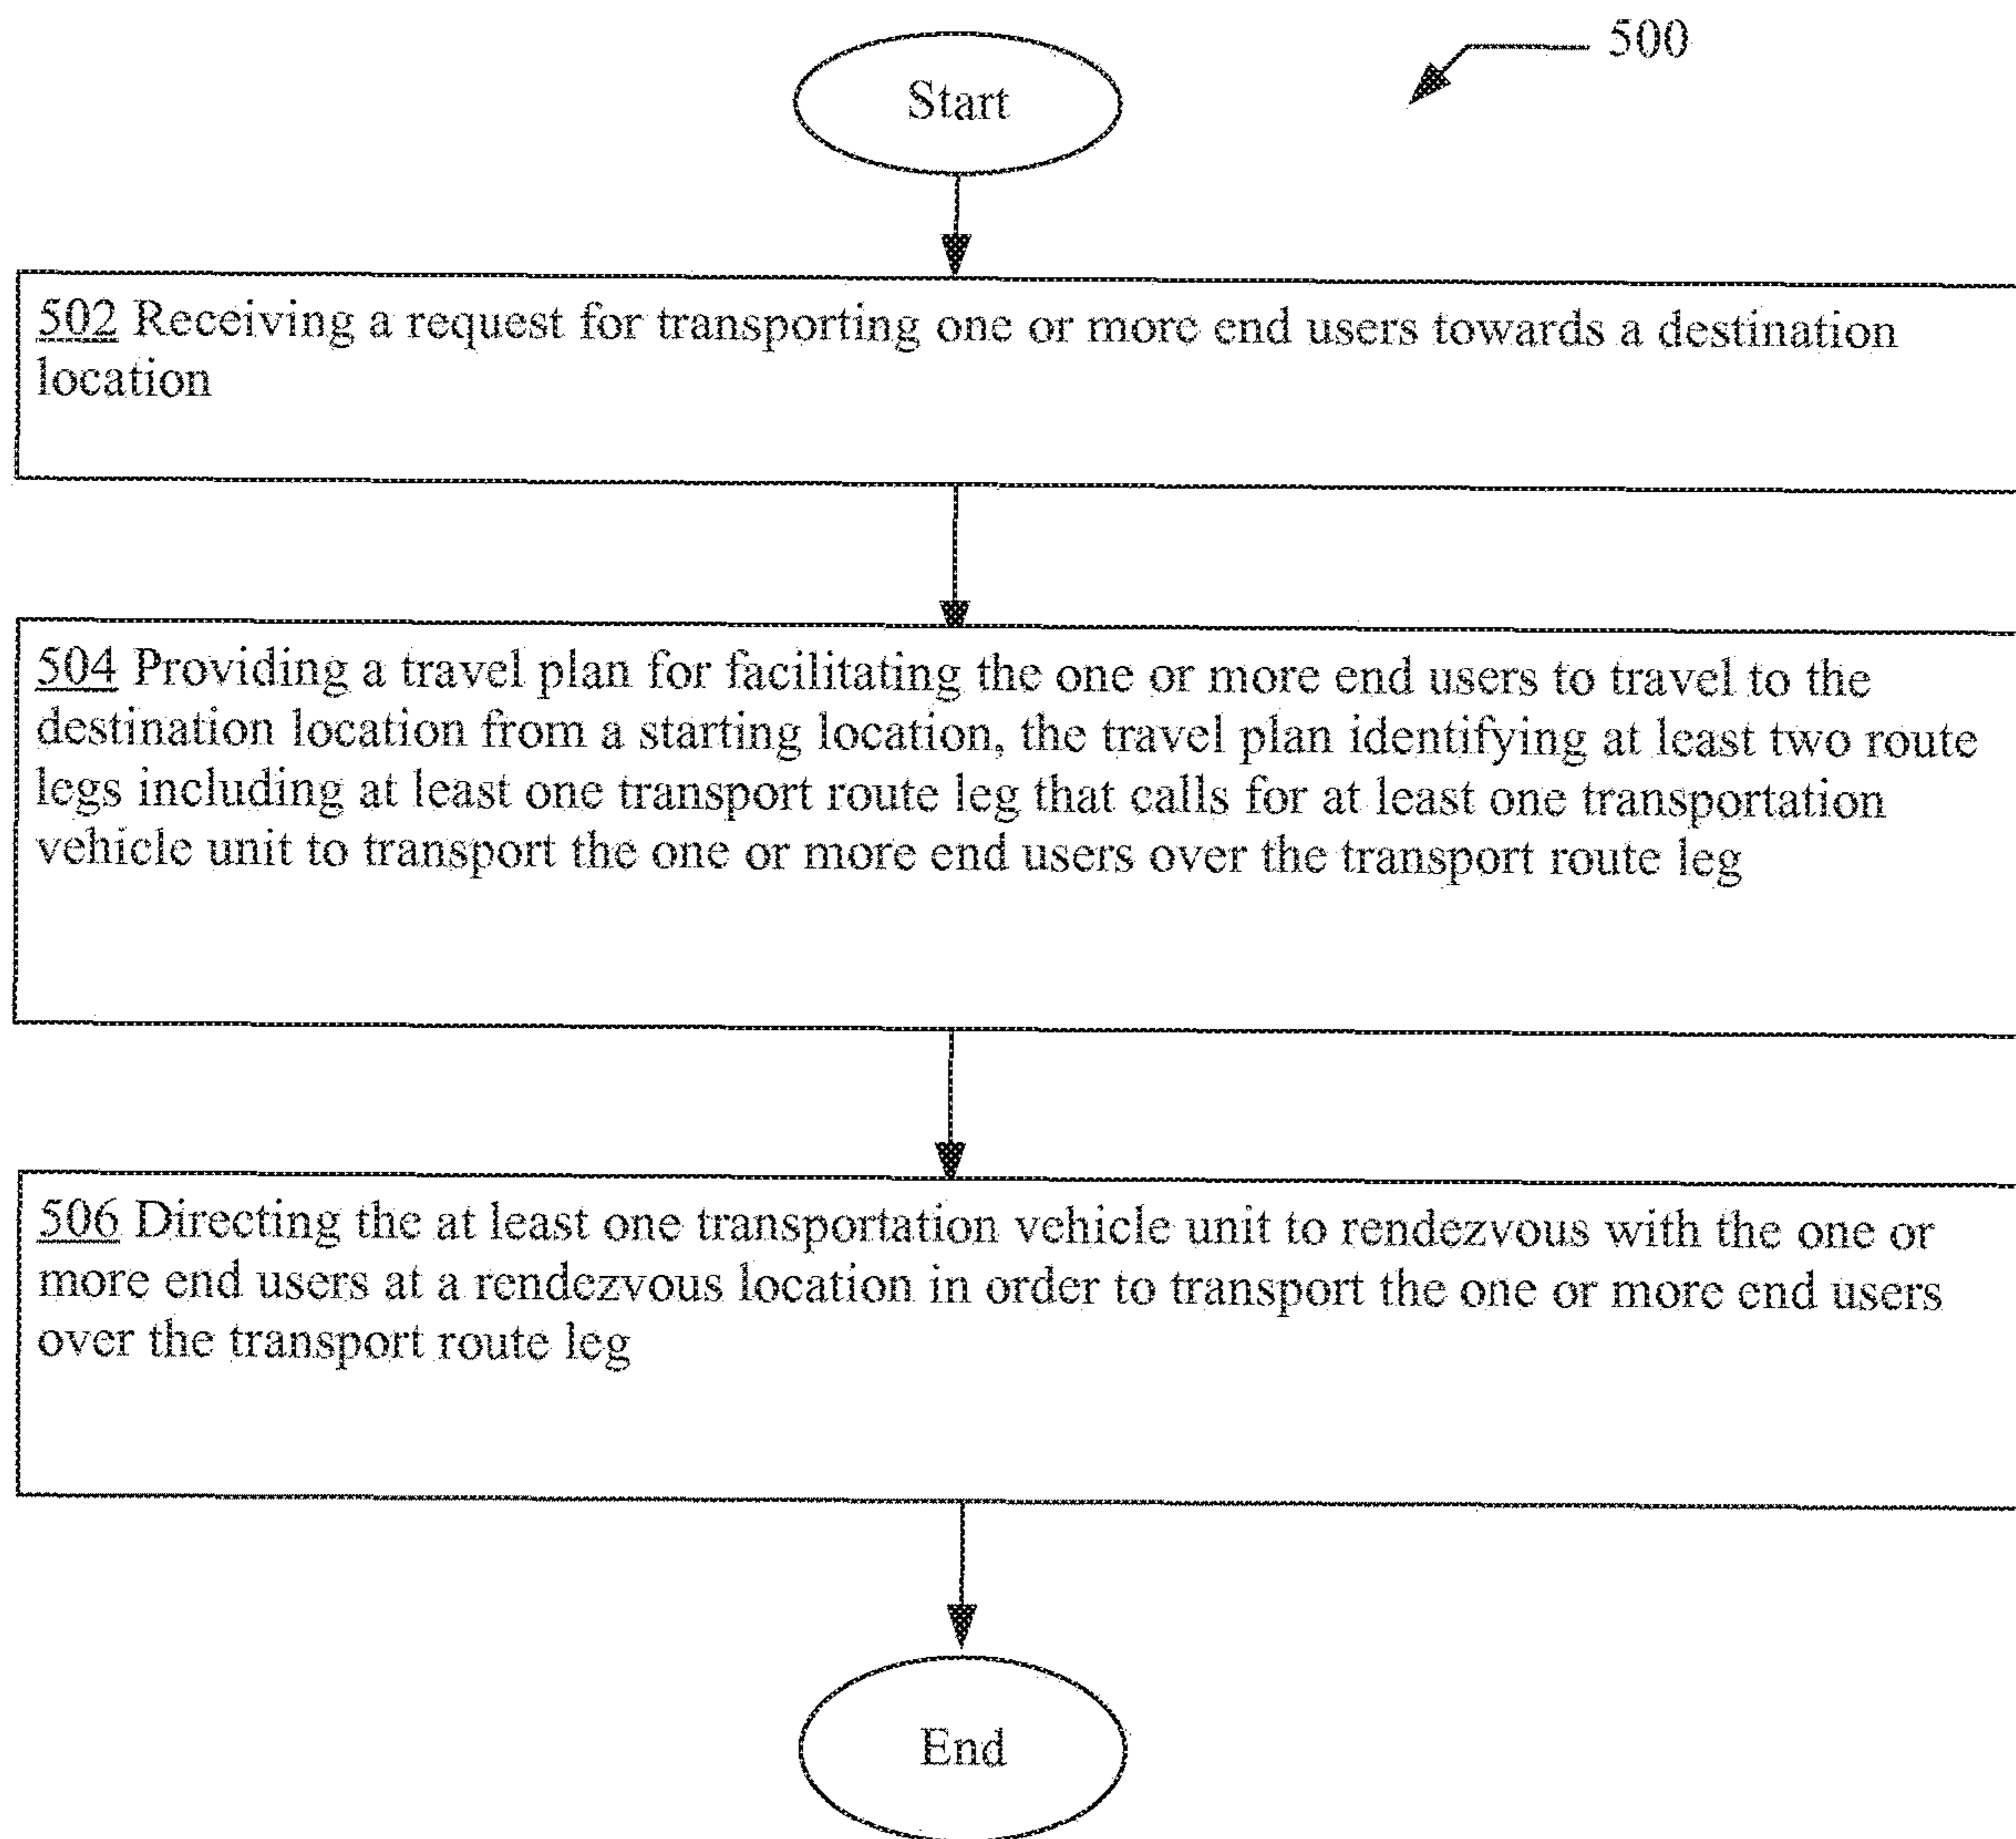 500
Start
502 Receiving a request for transporting one or more end users towards a destination
location
504 Providing a travel plan for facilitating the one or more end users to travel to the
destination location from a starting location, the travel plan identifying at least two route
legs including at least one transport route leg that calls for at least one transportation
vehicle unit to transport the one or more end users over the transport route leg
506 Directing the at least one transportation vehicle unit to rendezvous with the one or
more end users at a rendezvous location in order to transport the one or more end users
over the transport route leg
End